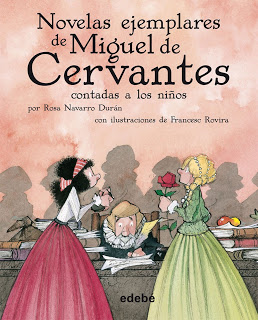 Novelas ejemplares
de Miguel de
Cervantes
contadas a los niños
por Rosa Navarro Durán
con ilustraciones de Francesc Rovira
edebé